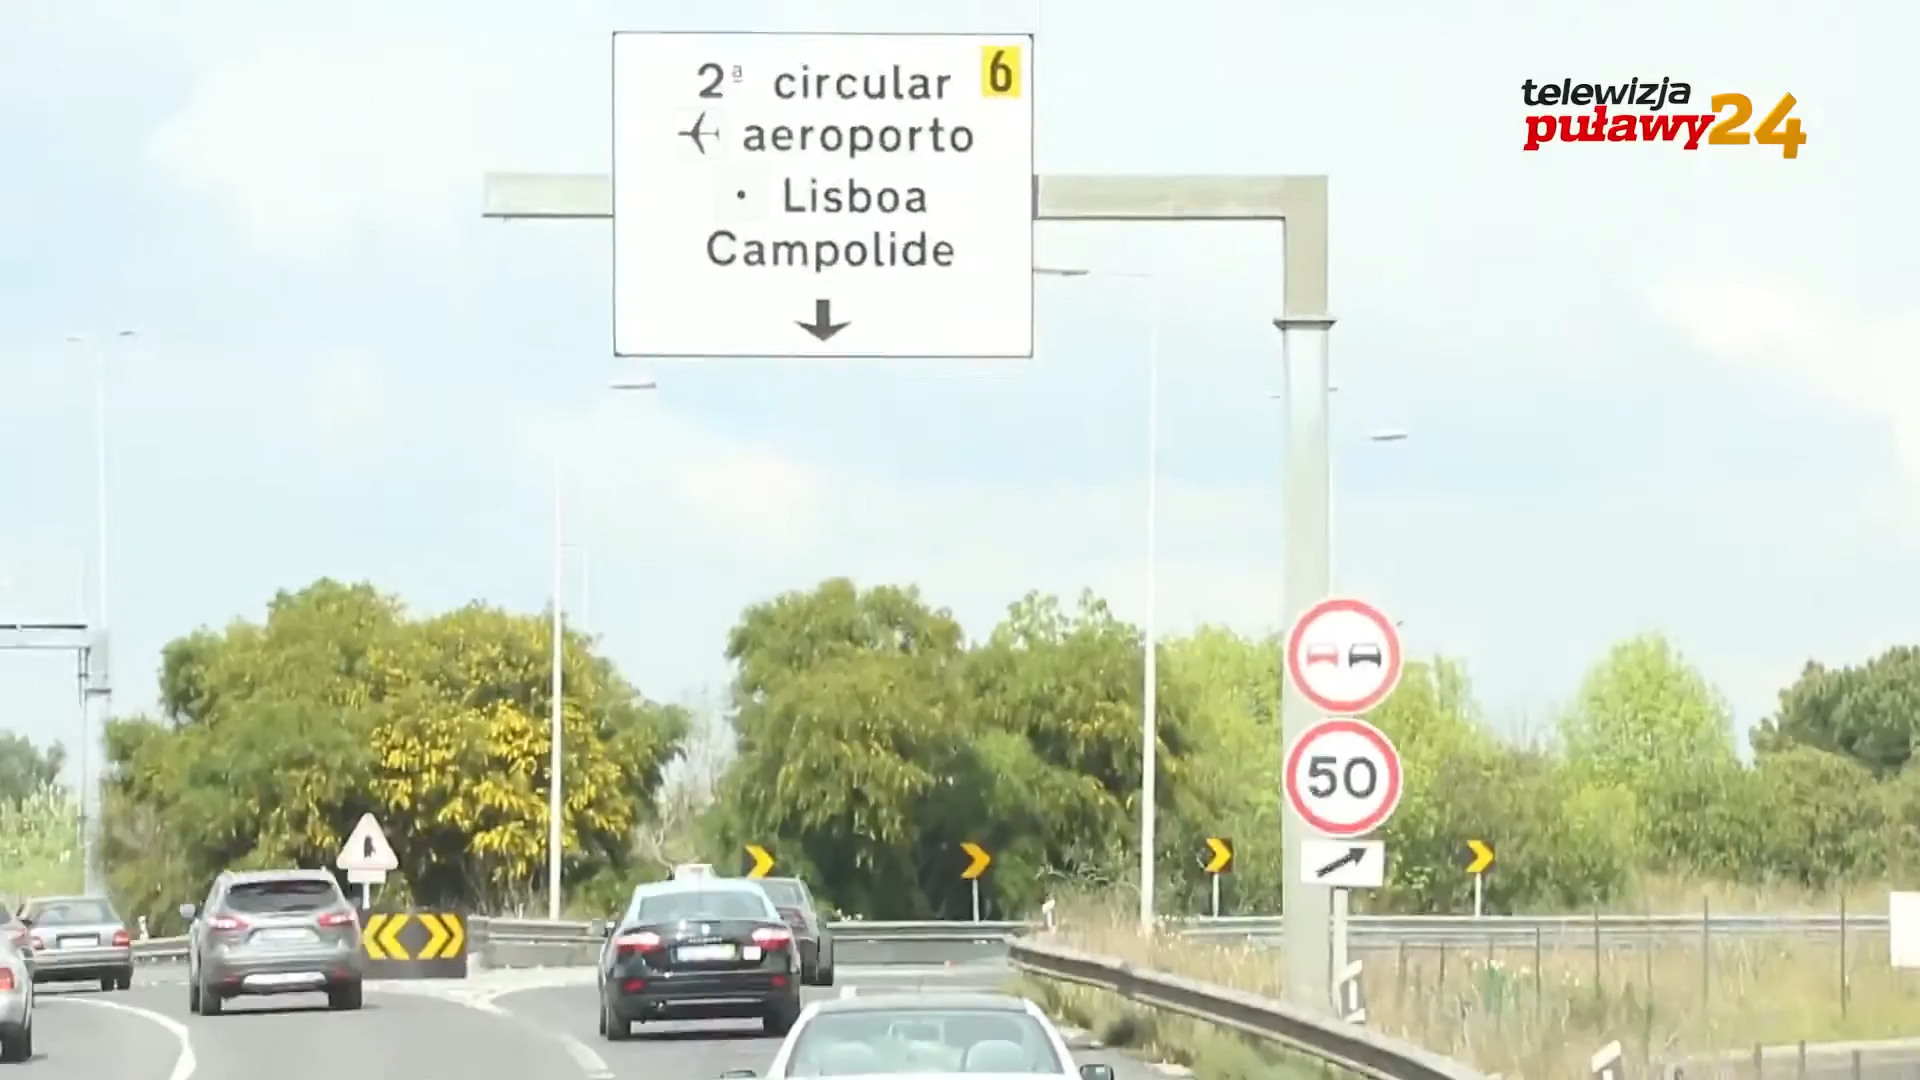 6
2ª circular
aeroporto
• Lisboa
Campolide
telewizja
puławy24
50